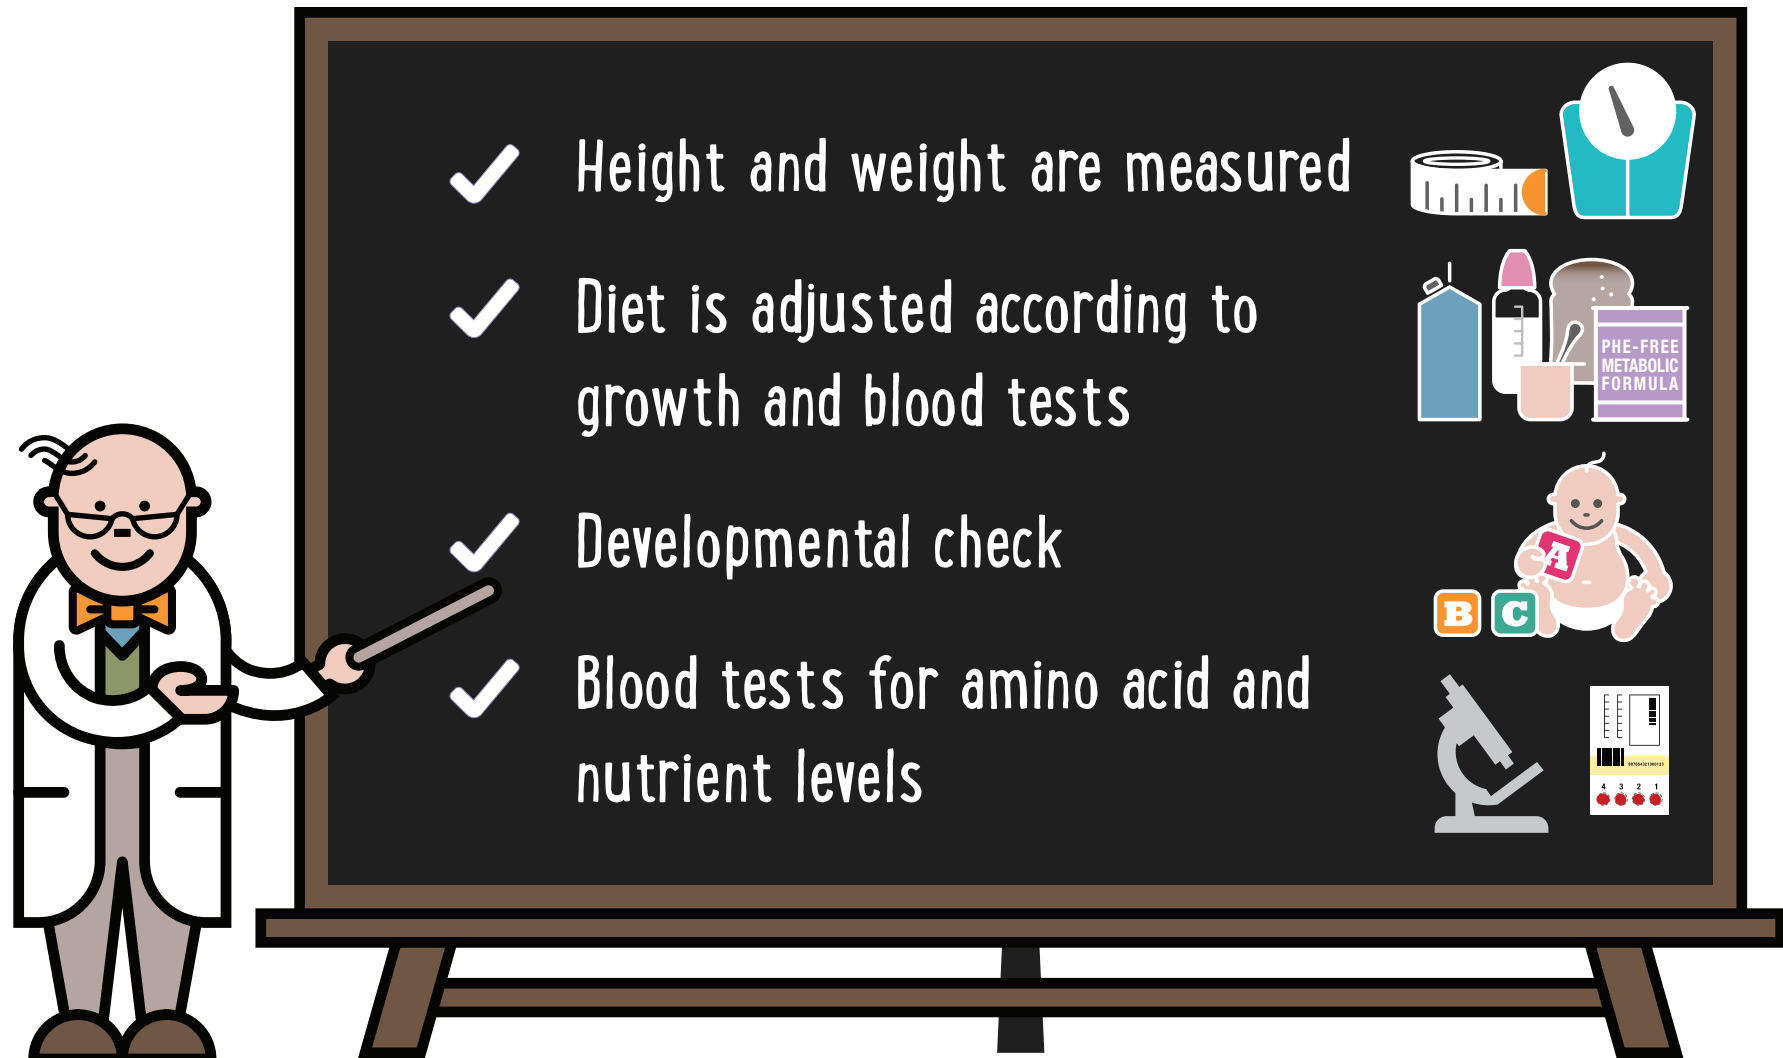 Height and weight are measured
Diet is adjusted according to
growth and blood tests
PHE-FREE
METABOLIC
FORMULA
Developmental check
A
B C
Blood tests for amino acid and
nutrient levels
4 3 2 1